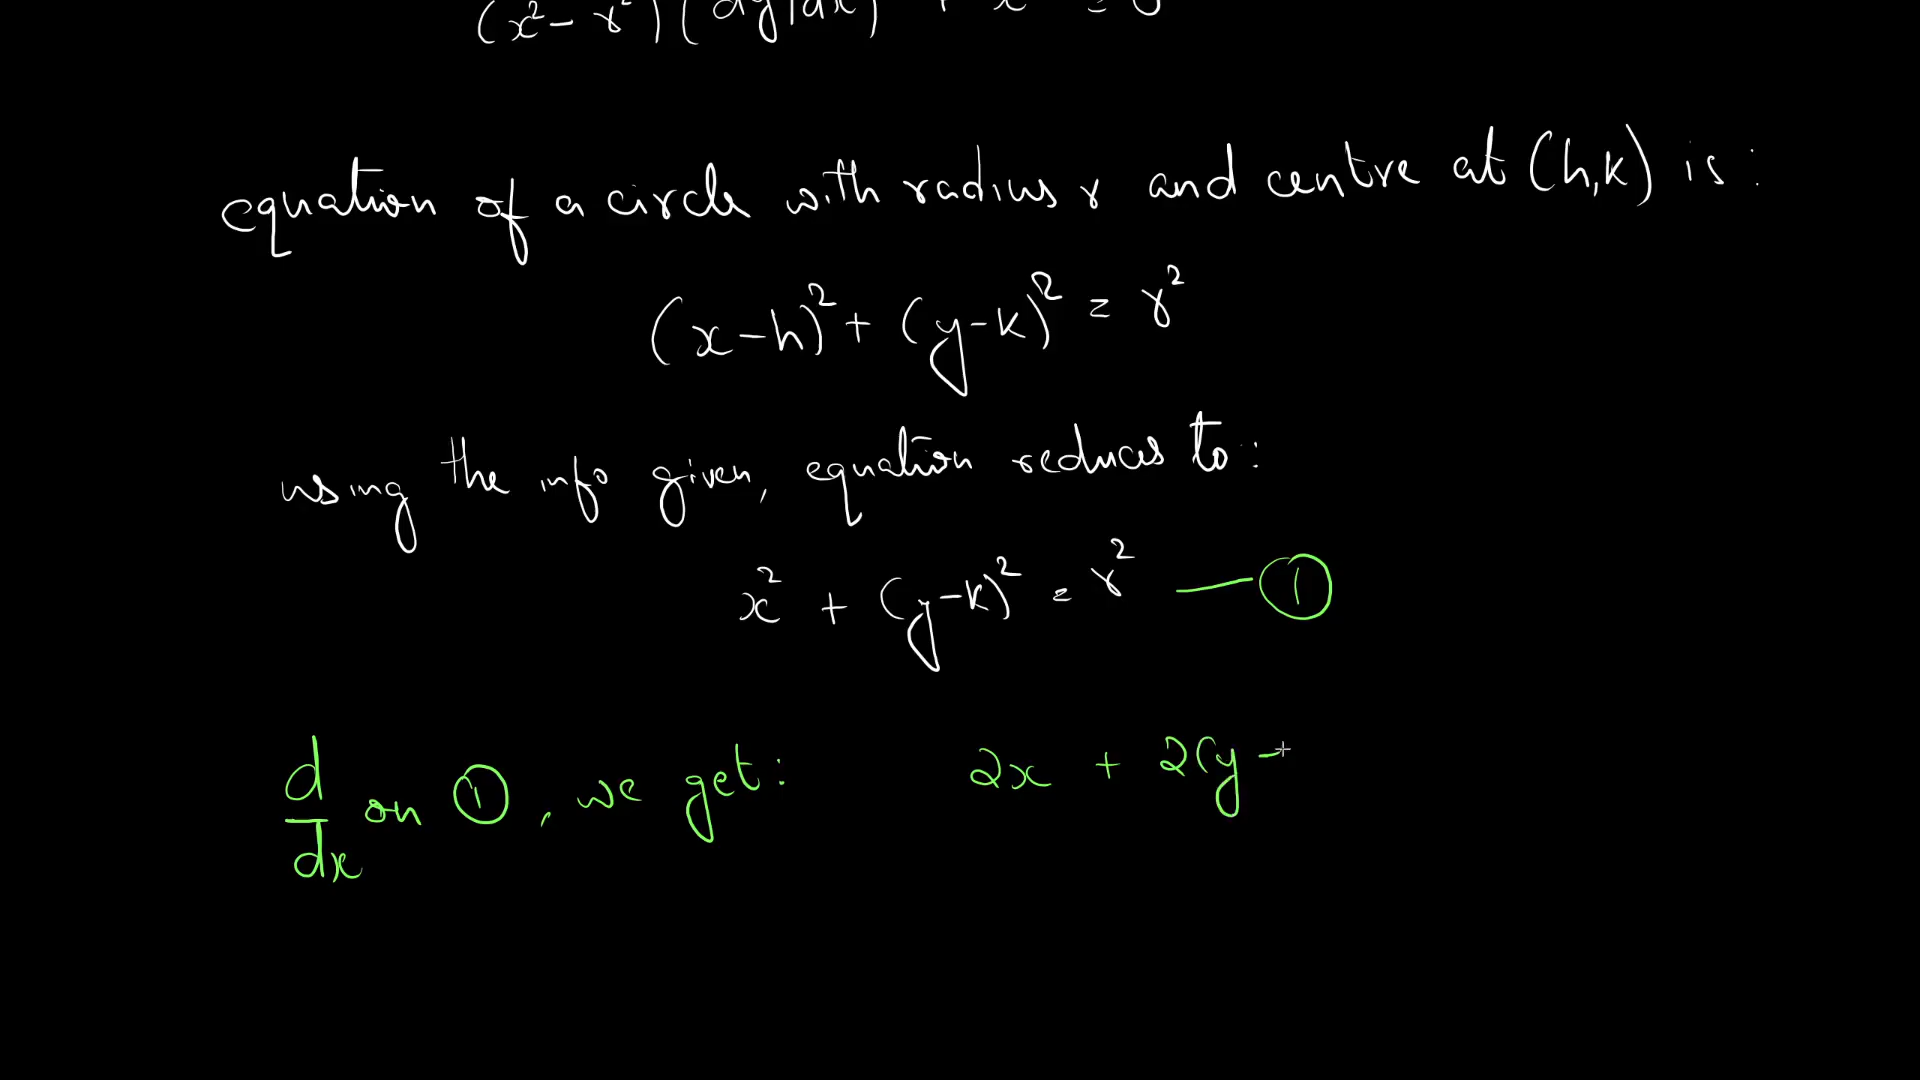 (x²- r²) (dy/dx) + x = 0
equation of a circle with radius r and centre at (h,k) is:
(x-h)² + (y-k)² = r²
using the info given, equation reduces to:
x² + (y-k)² = r² — ①
d/dx on ①, we get: 2x + 2(y -